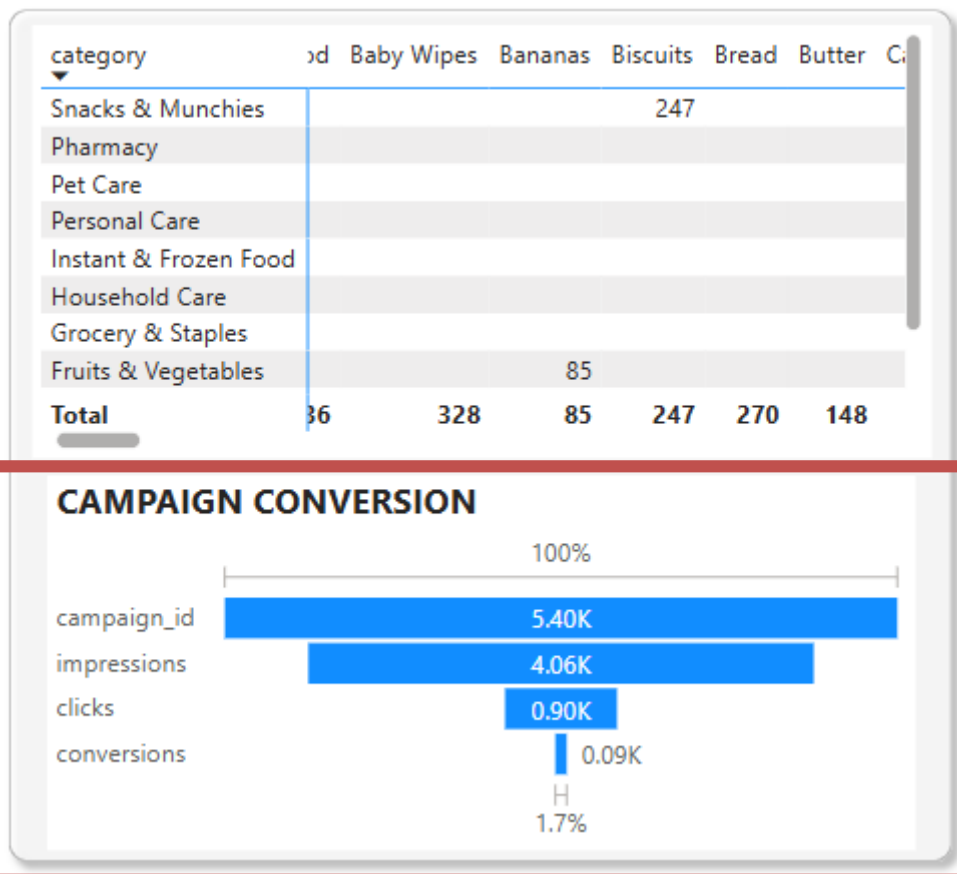 category Baby Wipes Bananas Biscuits Bread Butter
Snacks & Munchies 247
Pharmacy
Pet Care
Personal Care
Instant & Frozen Food
Household Care
Grocery & Staples
Fruits & Vegetables 85
Total 328 85 247 270 148
CAMPAIGN CONVERSION
100%
campaign_id 5.40K
impressions 4.06K
clicks 0.90K
conversions 0.09K
1.7%